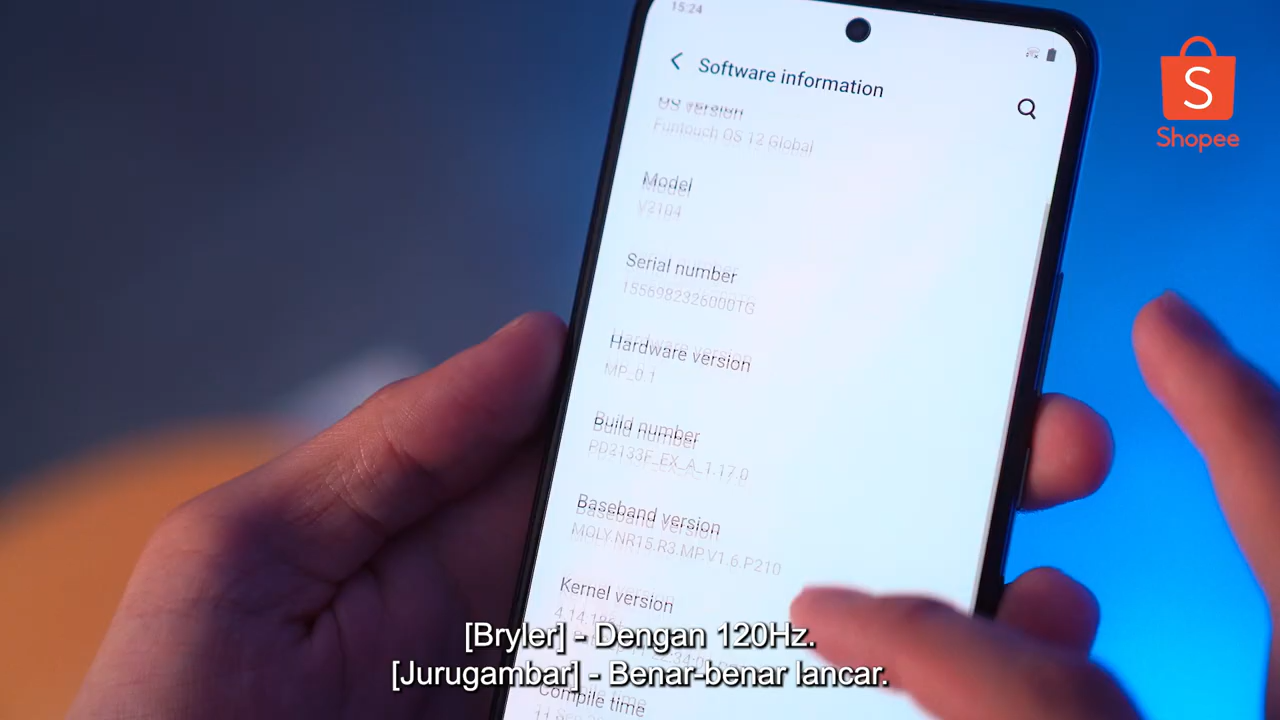 15:24
Software information
OS version
Funtouch OS 12 Global
Model
V2104
Serial number
1556982326000TG
Hardware version
MP_0.1
Build number
PD2133F_EX_A_1.17.0
Baseband version
MOLY.NR15.R3.MP.V1.6.P210
Kernel version
Compile time
S
Shopee
[Bryler] - Dengan 120Hz.
[Jurugambar] - Benar-benar lancar.